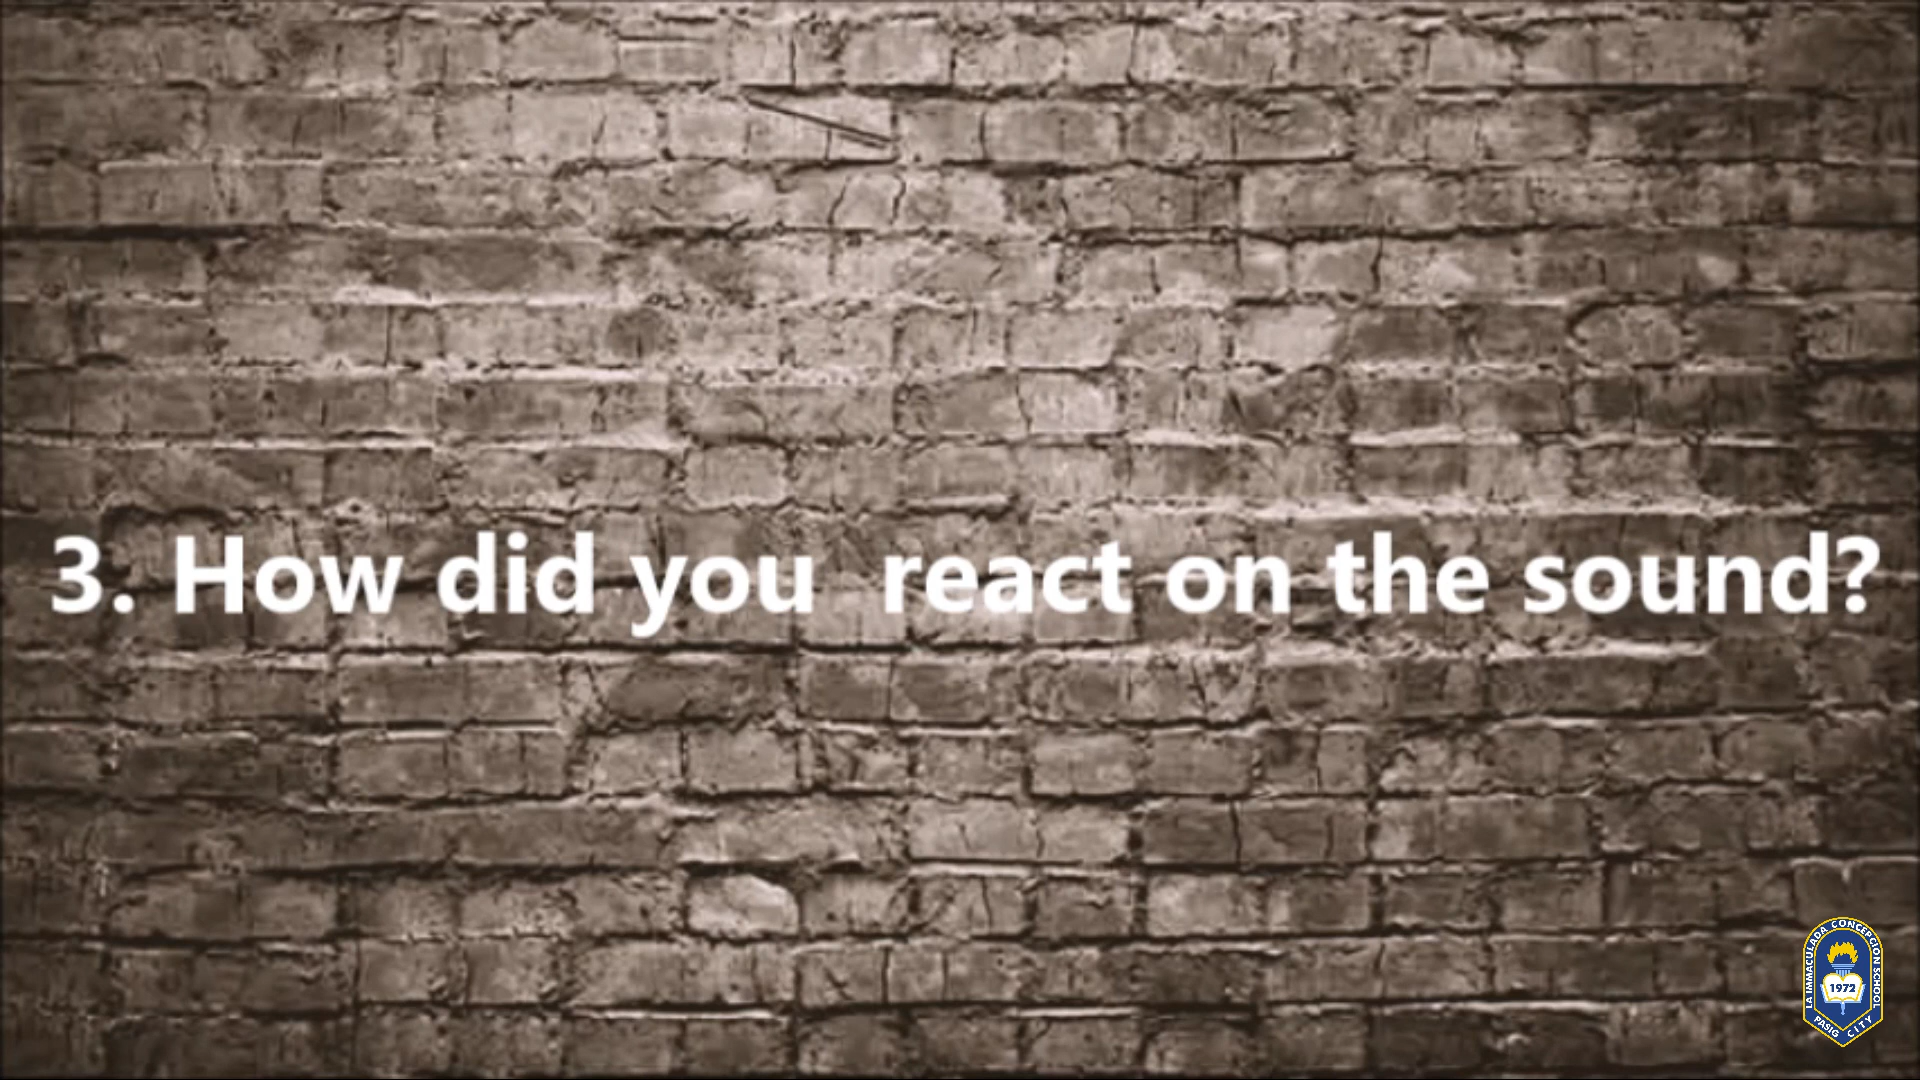 3. How did you  react on the sound?
LA IMMACULADA CONCEPCION SCHOOL
1972
PASIG CITY